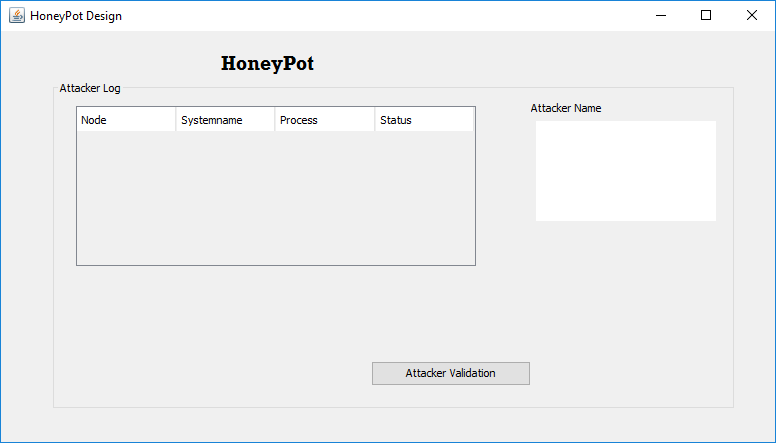 HoneyPot Design
HoneyPot
Attacker Log
Attacker Name
Node Systemname Process Status
Attacker Validation